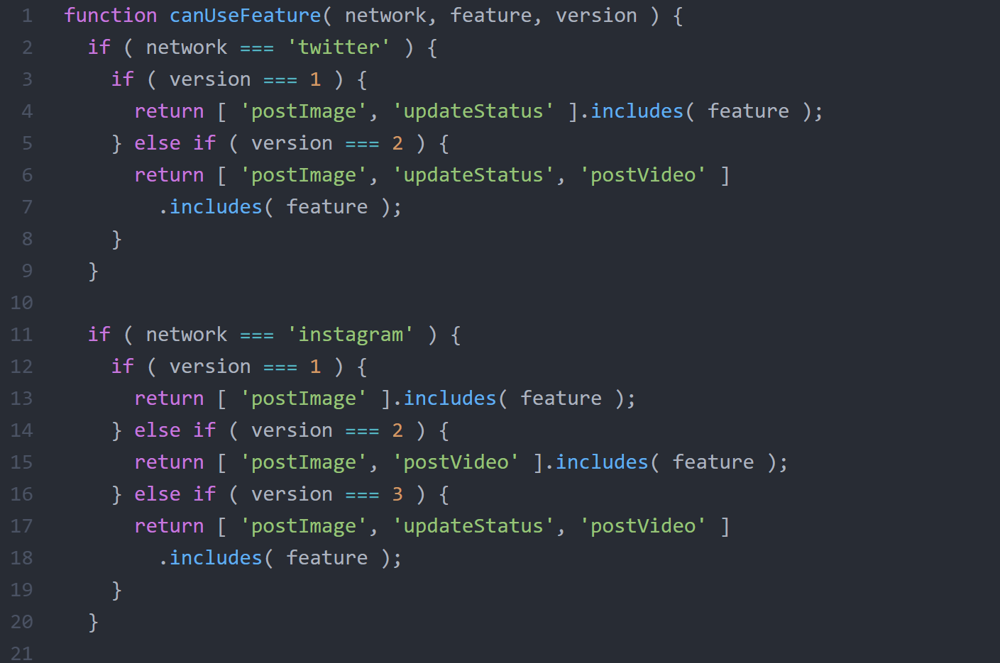 1 function canUseFeature( network, feature, version ) {
2   if ( network === 'twitter' ) {
3     if ( version === 1 ) {
4       return [ 'postImage', 'updateStatus' ].includes( feature );
5     } else if ( version === 2 ) {
6       return [ 'postImage', 'updateStatus', 'postVideo' ]
7         .includes( feature );
8     }
9   }
10
11   if ( network === 'instagram' ) {
12     if ( version === 1 ) {
13       return [ 'postImage' ].includes( feature );
14     } else if ( version === 2 ) {
15       return [ 'postImage', 'postVideo' ].includes( feature );
16     } else if ( version === 3 ) {
17       return [ 'postImage', 'updateStatus', 'postVideo' ]
18         .includes( feature );
19     }
20   }
21